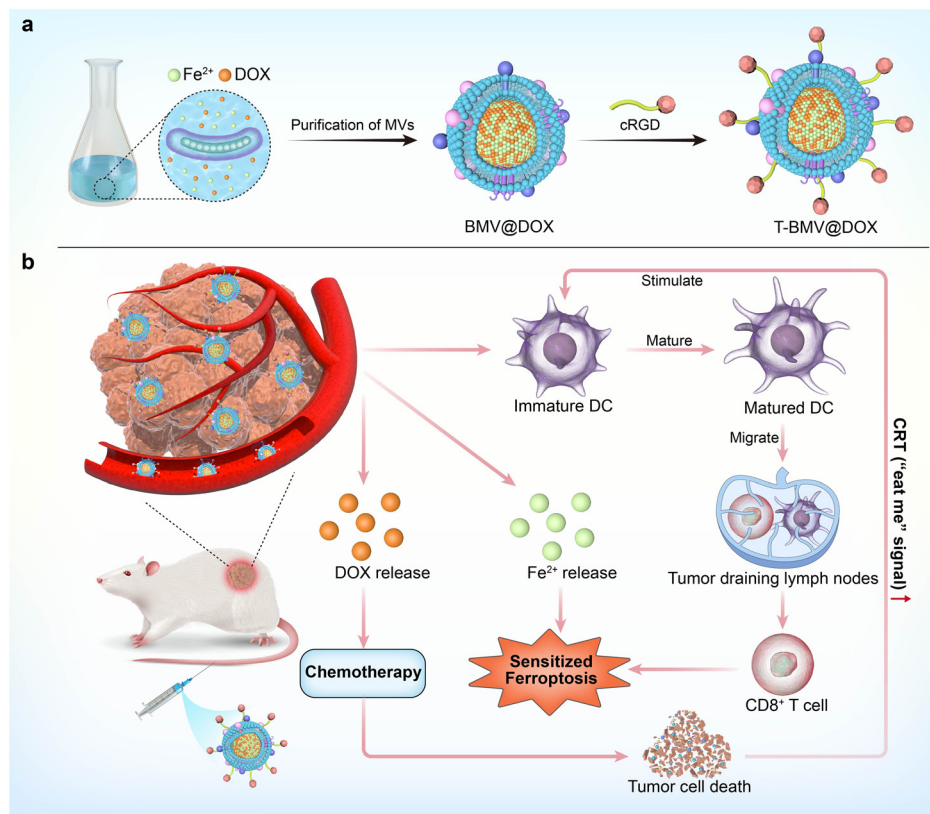 a
Fe²⁺ DOX
Purification of MVs
cRGD
BMV@DOX
T-BMV@DOX
b
Stimulate
Mature
Immature DC
Matured DC
Migrate
CRT ("eat me" signal) ↑
DOX release
Fe²⁺ release
Tumor draining lymph nodes
Chemotherapy
Sensitized
Ferroptosis
CD8⁺ T cell
Tumor cell death